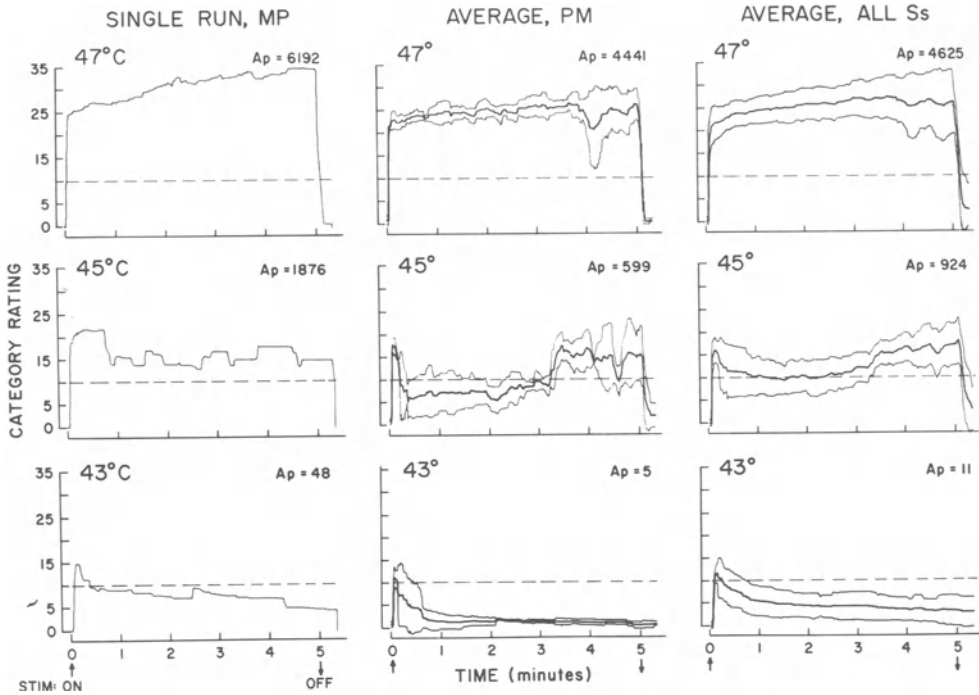 SINGLE RUN, MP
AVERAGE, PM
AVERAGE, ALL Ss
47°C
Ap = 6192
47°
Ap = 4441
47°
Ap = 4625
35
25
15
5
0
45°C
Ap = 1876
45°
Ap = 599
45°
Ap = 924
35
25
15
5
0
CATEGORY RATING
43°C
Ap = 48
43°
Ap = 5
43°
Ap = 11
35
25
15
5
0
0 1 2 3 4 5
0 1 2 3 4 5
0 1 2 3 4 5
STIM: ON
OFF
TIME (minutes)